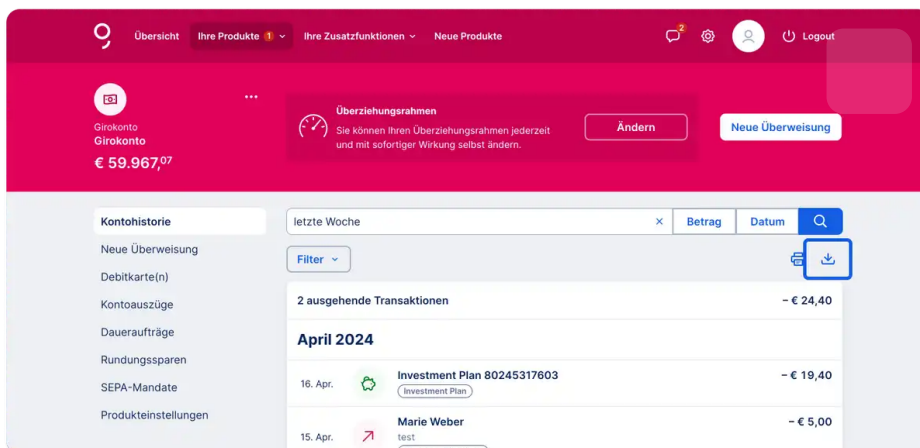 Übersicht
Ihre Produkte 1
Ihre Zusatzfunktionen
Neue Produkte
2
Logout
Girokonto
Girokonto
€ 59.967,07
Überziehungsrahmen
Sie können Ihren Überziehungsrahmen jederzeit
und mit sofortiger Wirkung selbst ändern.
Ändern
Neue Überweisung
Kontohistorie
Neue Überweisung
Debitkarte(n)
Kontoauszüge
Daueraufträge
Rundungssparen
SEPA-Mandate
Produkteinstellungen
letzte Woche
Betrag
Datum
Filter
2 ausgehende Transaktionen
– € 24,40
April 2024
16. Apr.
Investment Plan 80245317603
– € 19,40
Investment Plan
15. Apr.
Marie Weber
– € 5,00
test